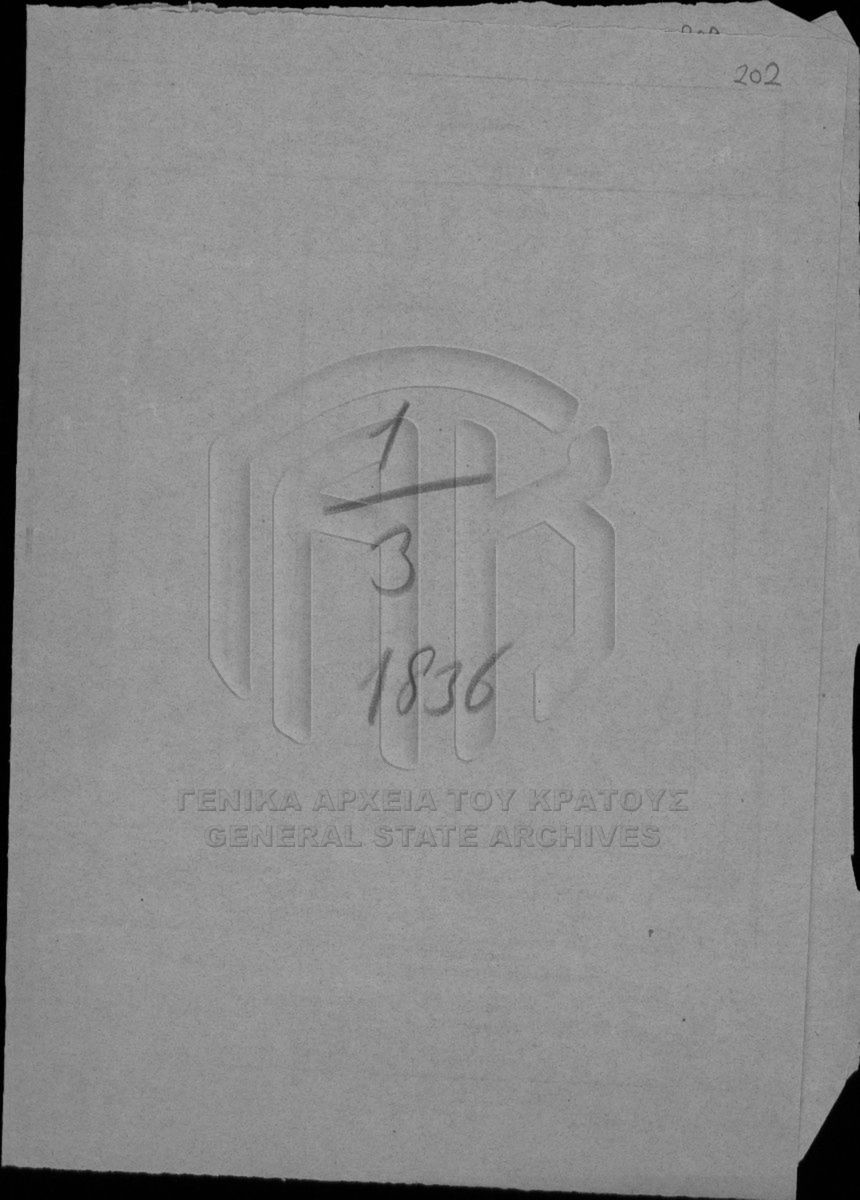 202
1
3
1836
ΓΕΝΙΚΑ ΑΡΧΕΙΑ ΤΟΥ ΚΡΑΤΟΥΣ
GENERAL STATE ARCHIVES